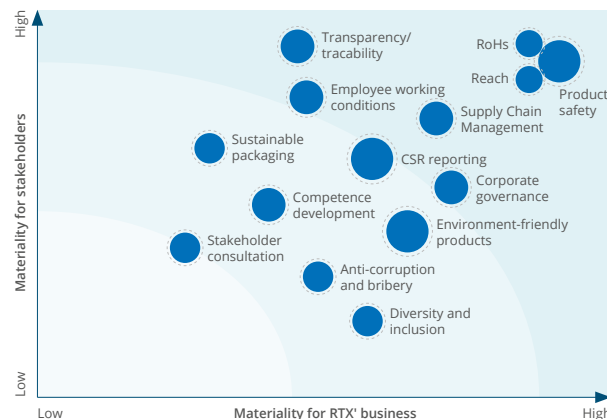 High
Transparency/
tracability
RoHs
Reach
Product
safety
Employee working
conditions
Supply Chain
Management
Sustainable
packaging
CSR reporting
Corporate
governance
Competence
development
Environment-friendly
products
Stakeholder
consultation
Anti-corruption
and bribery
Diversity and
inclusion
Materiality for stakeholders
Low
Low
Materiality for RTX' business
High